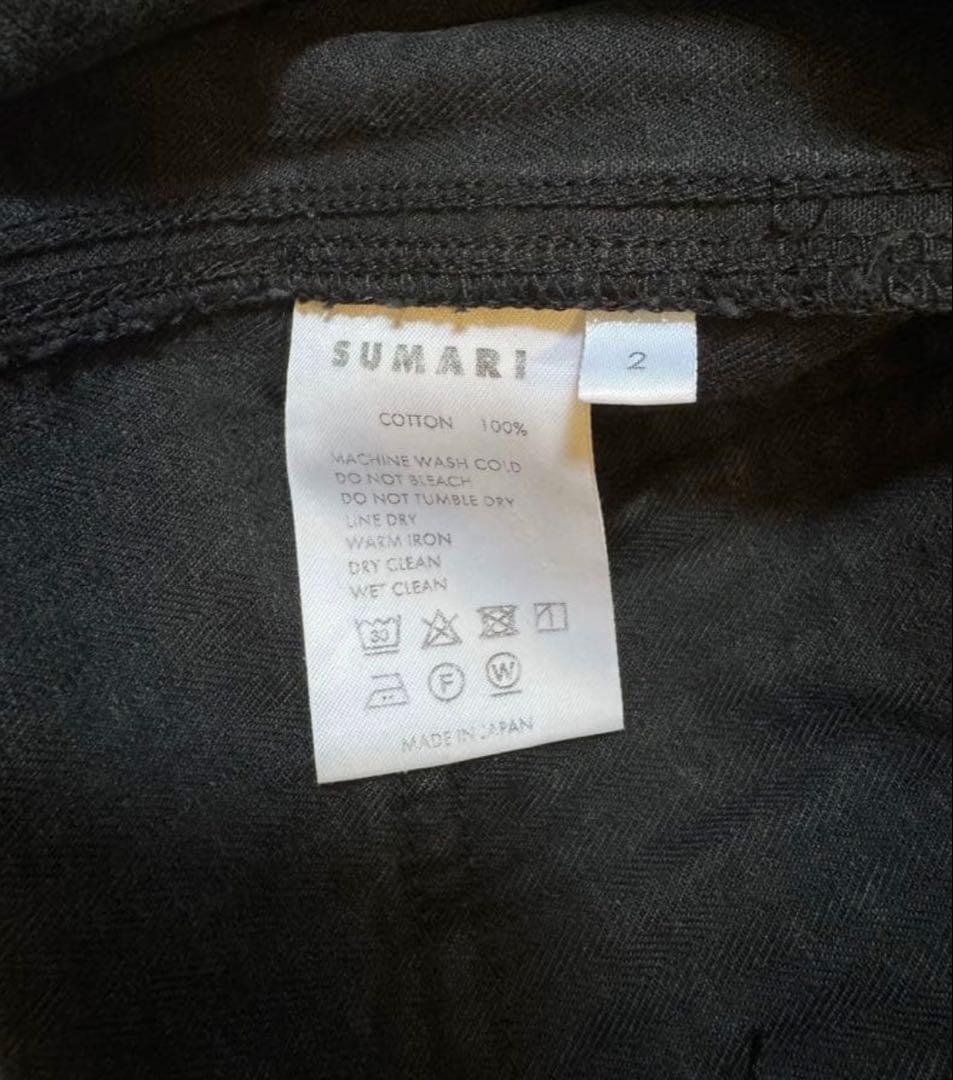 SUMARI
2
COTTON 100%
MACHINE WASH COLD
DO NOT BLEACH
DO NOT TUMBLE DRY
LINE DRY
WARM IRON
DRY CLEAN
WET CLEAN
30
F W
MADE IN JAPAN